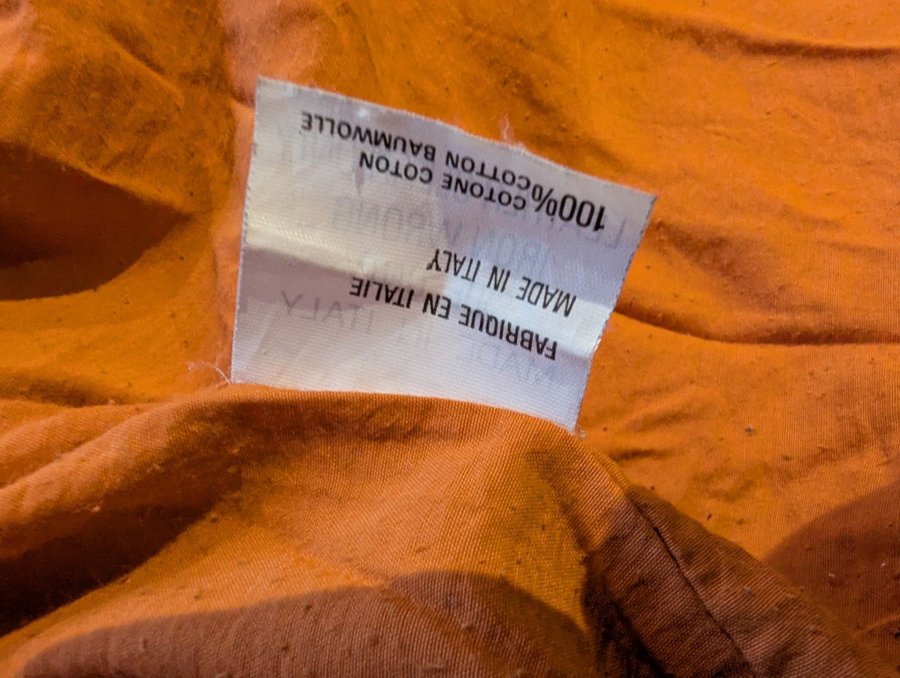 FABRIQUE EN ITALIE
MADE IN ITALY
100% COTONE COTON
COTTON BAUMWOLLE